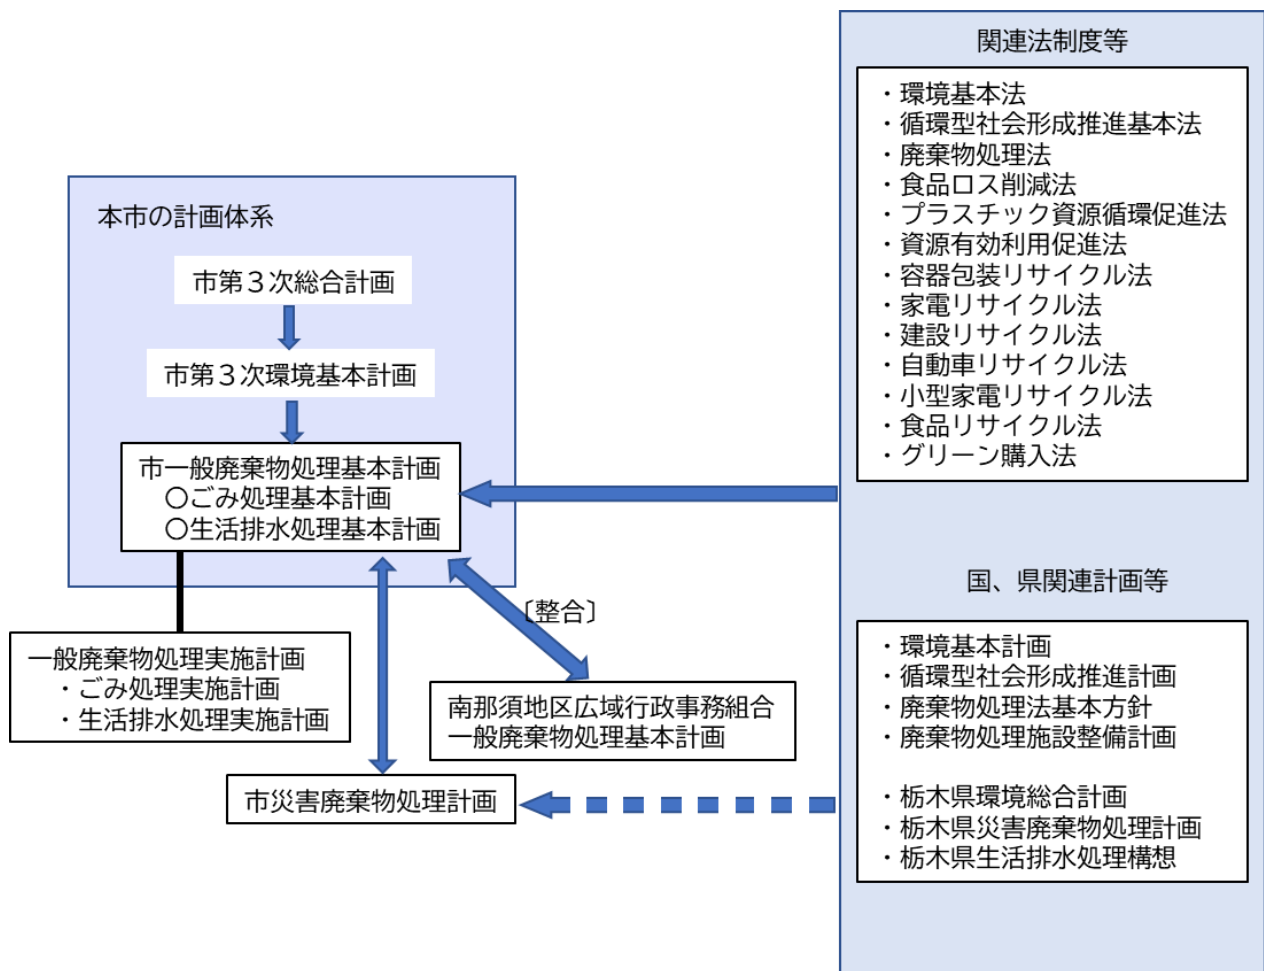 本市の計画体系
市第３次総合計画
市第３次環境基本計画
市一般廃棄物処理基本計画
〇ごみ処理基本計画
〇生活排水処理基本計画
〔整合〕
一般廃棄物処理実施計画
・ごみ処理実施計画
・生活排水処理実施計画
南那須地区広域行政事務組合
一般廃棄物処理基本計画
市災害廃棄物処理計画
関連法制度等
・環境基本法
・循環型社会形成推進基本法
・廃棄物処理法
・食品ロス削減法
・プラスチック資源循環促進法
・資源有効利用促進法
・容器包装リサイクル法
・家電リサイクル法
・建設リサイクル法
・自動車リサイクル法
・小型家電リサイクル法
・食品リサイクル法
・グリーン購入法
国、県関連計画等
・環境基本計画
・循環型社会形成推進計画
・廃棄物処理法基本方針
・廃棄物処理施設整備計画
・栃木県環境総合計画
・栃木県災害廃棄物処理計画
・栃木県生活排水処理構想